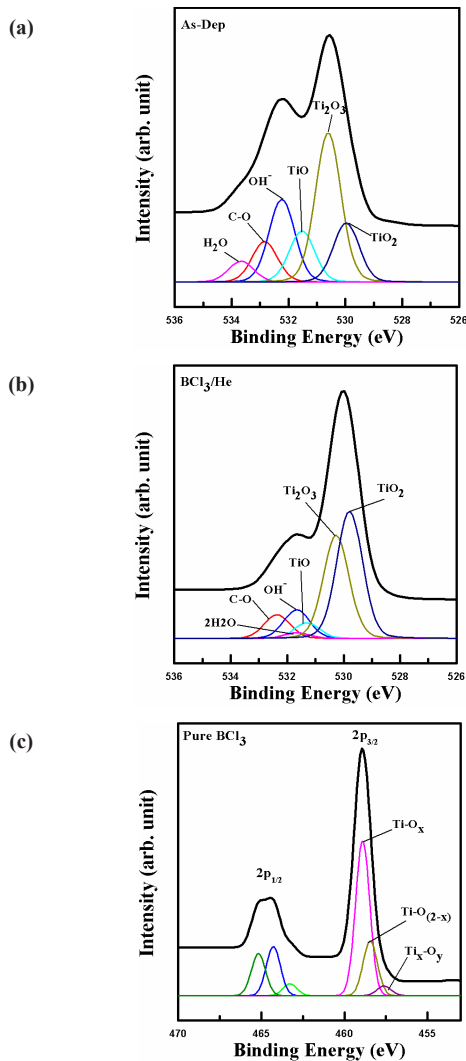 (a)
As-Dep
Intensity (arb. unit)
Ti₂O₃
OH⁻
TiO
C-O
H₂O
TiO₂
536 534 532 530 528 526
Binding Energy (eV)
(b)
BCl₃/He
Intensity (arb. unit)
Ti₂O₃
TiO₂
TiO
OH⁻
C-O
2H2O
536 534 532 530 528 526
Binding Energy (eV)
(c)
Pure BCl₃
2p₃/₂
Intensity (arb. unit)
Ti-Oₓ
2p₁/₂
Ti-O₍₂₋ₓ₎
Tiₓ-Oᵧ
470 465 460 455
Binding Energy (eV)